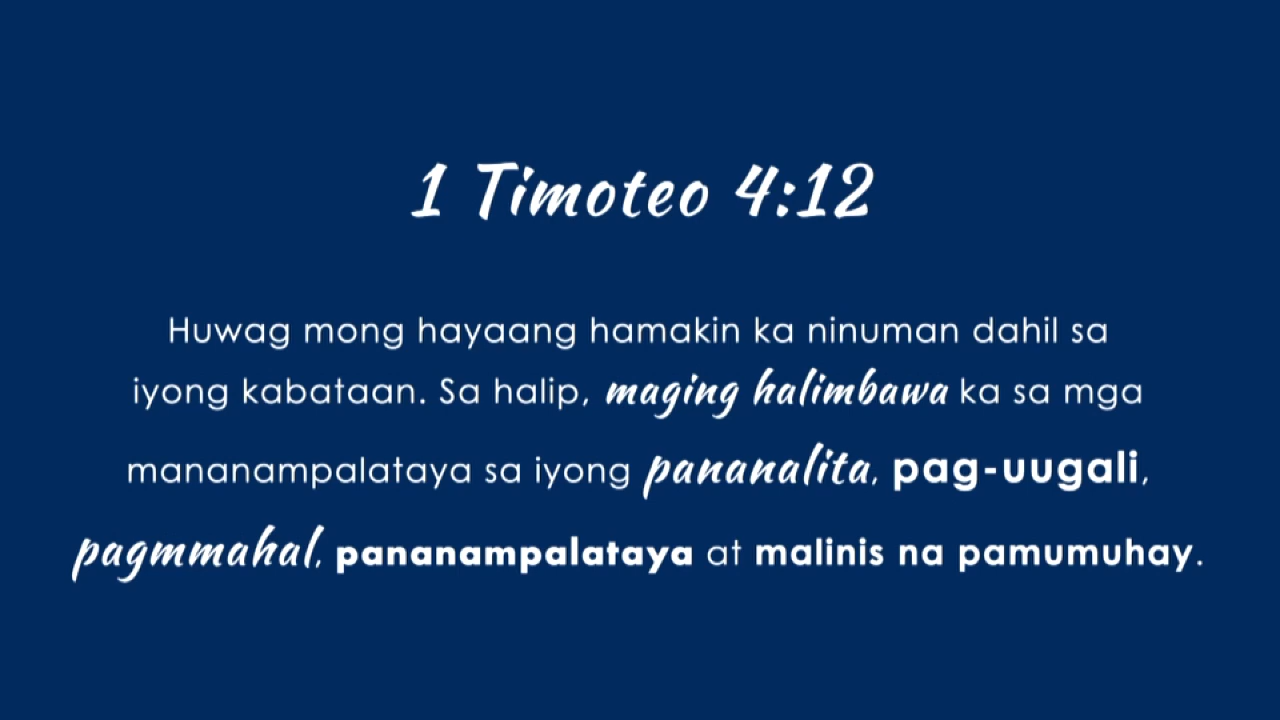 1 Timoteo 4:12
Huwag mong hayaang hamakin ka ninuman dahil sa
iyong kabataan. Sa halip, maging halimbawa ka sa mga
mananampalataya sa iyong pananalita, pag-uugali,
pagmmahal, pananampalataya at malinis na pamumuhay.